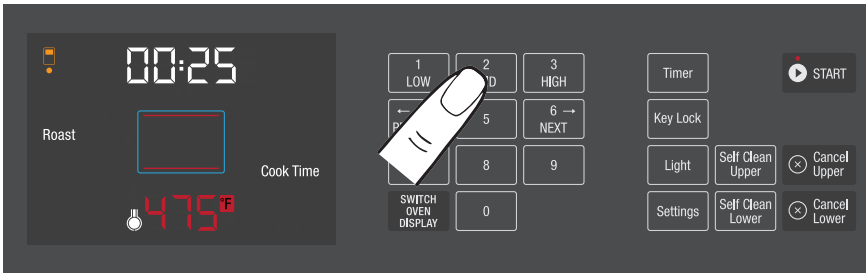 00:25
Roast
Cook Time
475°F
1
LOW
2
3
HIGH
←
5
6 →
NEXT
8
9
SWITCH
OVEN
DISPLAY
0
Timer
START
Key Lock
Light
Self Clean
Upper
Cancel
Upper
Settings
Self Clean
Lower
Cancel
Lower